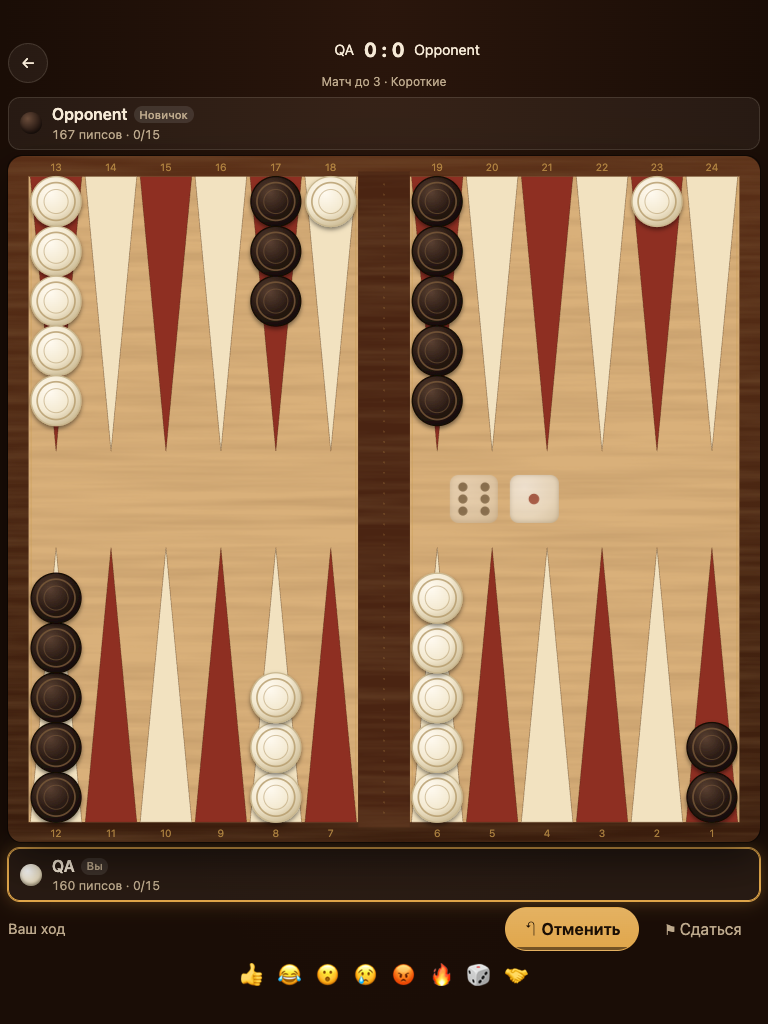 QA 0 : 0 Opponent
Матч до 3 · Короткие
Opponent Новичок
167 пипсов · 0/15
13 14 15 16 17 18 19 20 21 22 23 24
12 11 10 9 8 7 6 5 4 3 2 1
QA Вы
160 пипсов · 0/15
Ваш ход
Отменить
Сдаться